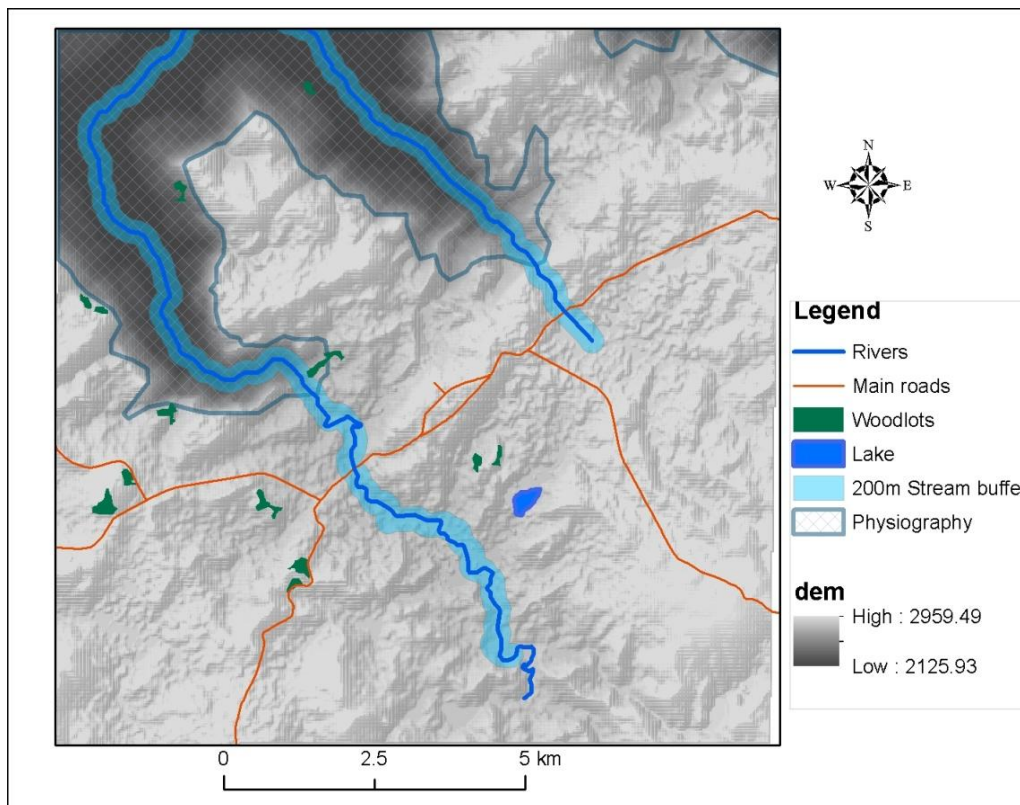 N
W E
S
Legend
Rivers
Main roads
Woodlots
Lake
200m Stream buffe
Physiography
dem
High : 2959.49
Low : 2125.93
0 2.5 5 km